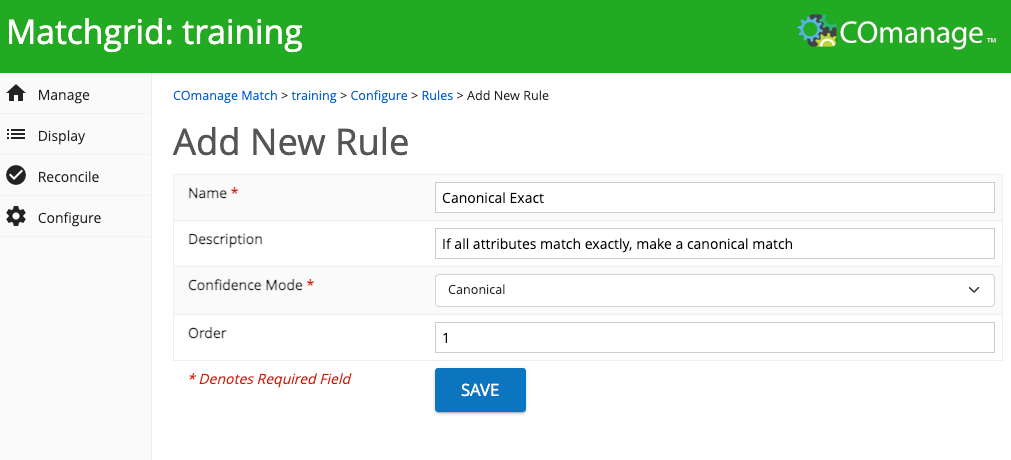 Matchgrid: training
COmanage™
Manage
Display
Reconcile
Configure
COmanage Match > training > Configure > Rules > Add New Rule
Add New Rule
Name * Canonical Exact
Description If all attributes match exactly, make a canonical match
Confidence Mode * Canonical
Order 1
* Denotes Required Field SAVE